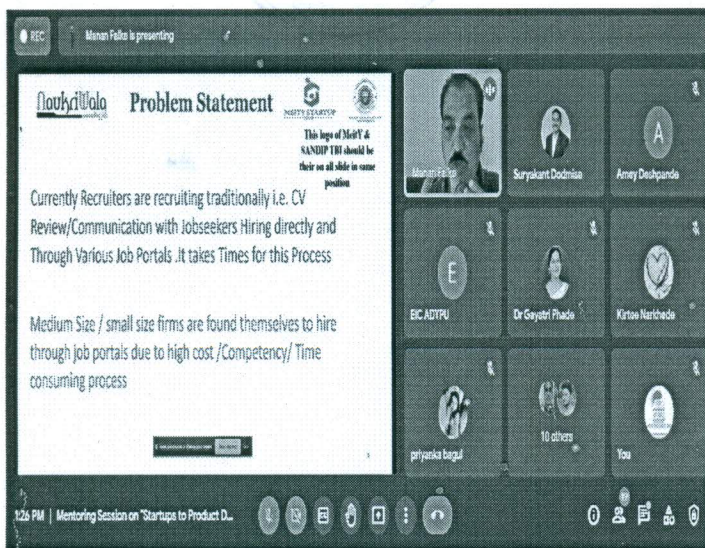 REC
Manan Falke is presenting
NaukriWala
Problem Statement
MEITY STARTUP
This logo of MeitY &
SANDIP TBI should be
their on all slide in same
position
Currently Recruiters are recruiting traditionally i.e. CV
Review/Communication with Jobseekers Hiring directly and
Through Various Job Portals .It takes Times for this Process
Medium Size / small size firms are found themselves to hire
through job portals due to high cost /Competency/ Time
consuming process
Manan Falke
Suryakant Dodmise
A
Amey Deshpande
E
EIC ADYPU
Dr Gayatri Phade
Kirtee Narkhede
priyanka bagul
10 others
You
1:26 PM | Mentoring Session on "Startups to Product D...